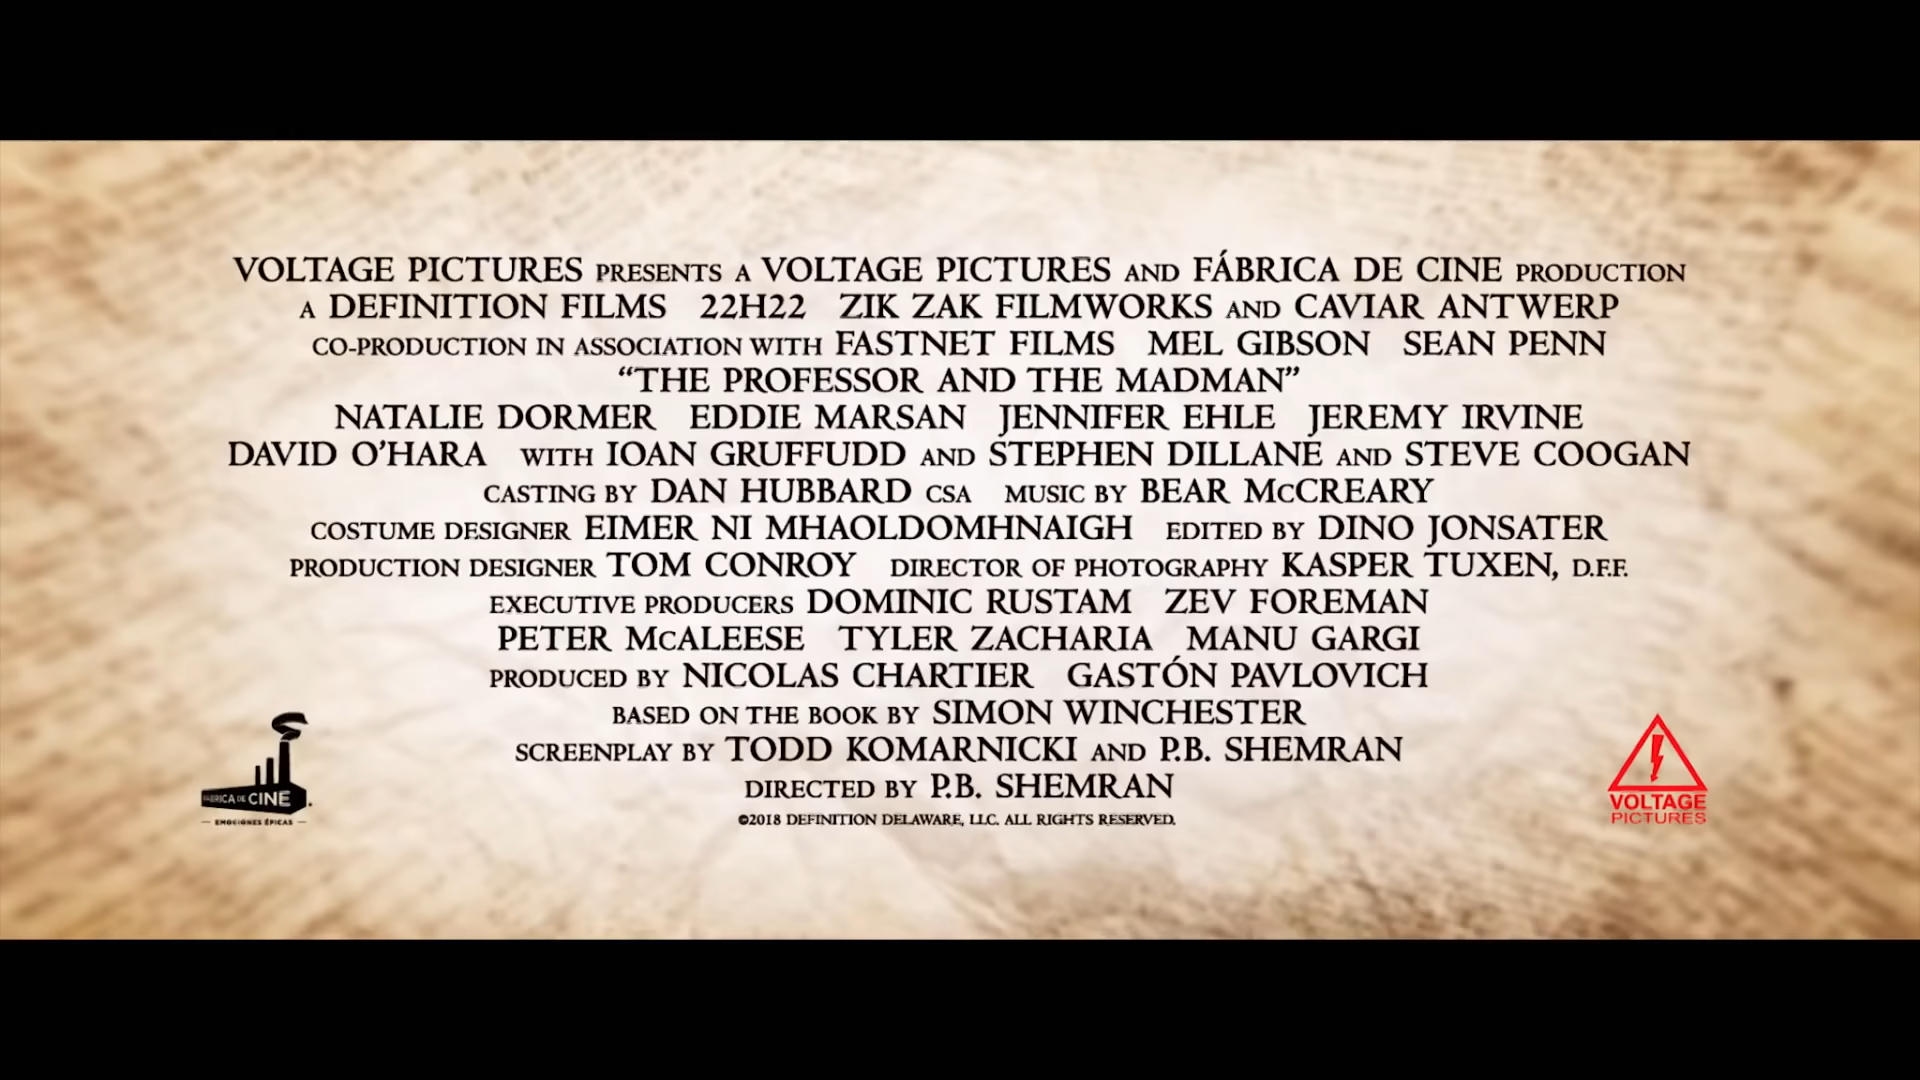 VOLTAGE PICTURES PRESENTS A VOLTAGE PICTURES AND FÁBRICA DE CINE PRODUCTION
A DEFINITION FILMS 22H22 ZIK ZAK FILMWORKS AND CAVIAR ANTWERP
CO-PRODUCTION IN ASSOCIATION WITH FASTNET FILMS MEL GIBSON SEAN PENN
“THE PROFESSOR AND THE MADMAN”
NATALIE DORMER EDDIE MARSAN JENNIFER EHLE JEREMY IRVINE
DAVID O’HARA WITH IOAN GRUFFUDD AND STEPHEN DILLANE AND STEVE COOGAN
CASTING BY DAN HUBBARD CSA MUSIC BY BEAR McCREARY
COSTUME DESIGNER EIMER NI MHAOLDOMHNAIGH EDITED BY DINO JONSATER
PRODUCTION DESIGNER TOM CONROY DIRECTOR OF PHOTOGRAPHY KASPER TUXEN, D.F.F.
EXECUTIVE PRODUCERS DOMINIC RUSTAM ZEV FOREMAN
PETER McALEESE TYLER ZACHARIA MANU GARGI
PRODUCED BY NICOLAS CHARTIER GASTÓN PAVLOVICH
BASED ON THE BOOK BY SIMON WINCHESTER
SCREENPLAY BY TODD KOMARNICKI AND P.B. SHEMRAN
DIRECTED BY P.B. SHEMRAN
©2018 DEFINITION DELAWARE, LLC. ALL RIGHTS RESERVED.
FÁBRICA DE CINE
EMOCIONES ÉPICAS
VOLTAGE
PICTURES